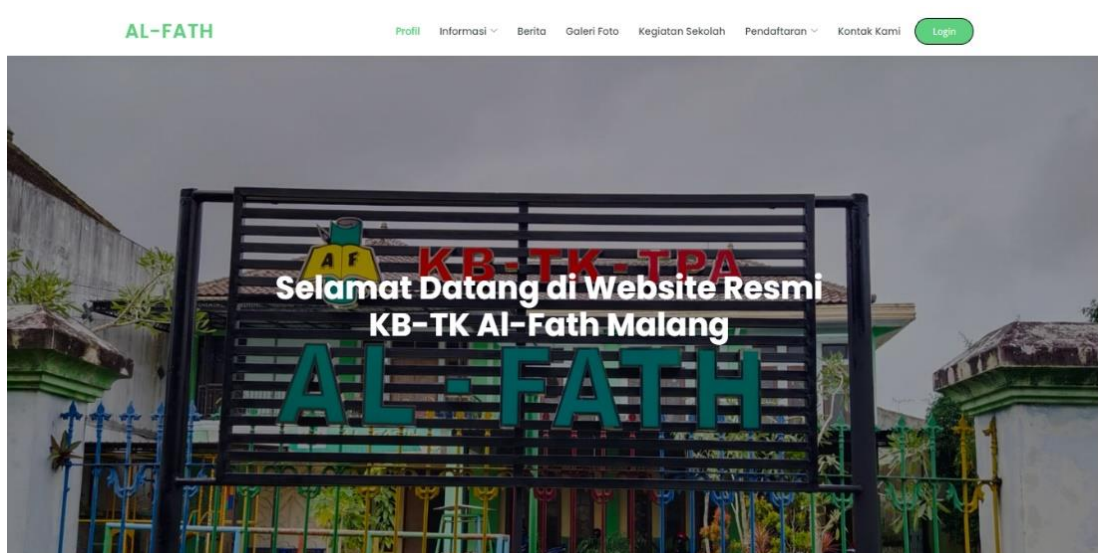 AL-FATH
Profil Informasi Berita Galeri Foto Kegiatan Sekolah Pendaftaran Kontak Kami Login
A F
KB-TK-TPA
Selamat Datang di Website Resmi
KB-TK Al-Fath Malang
AL-FATH